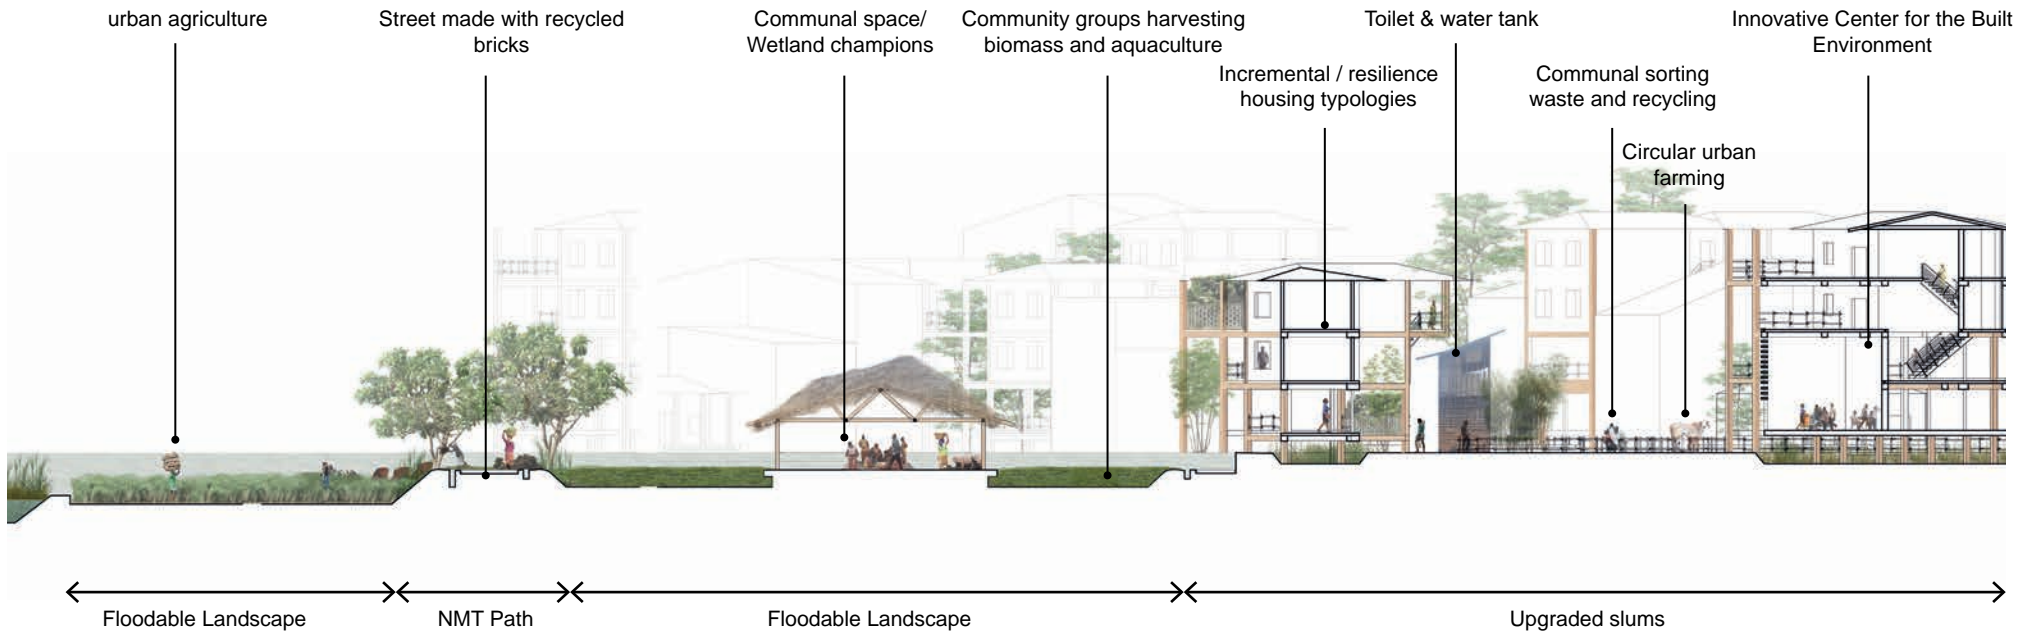 urban agriculture
Street made with recycled
bricks
Communal space/
Wetland champions
Community groups harvesting
biomass and aquaculture
Incremental / resilience
housing typologies
Toilet & water tank
Communal sorting
waste and recycling
Circular urban
farming
Innovative Center for the Built
Environment
Floodable Landscape
NMT Path
Floodable Landscape
Upgraded slums